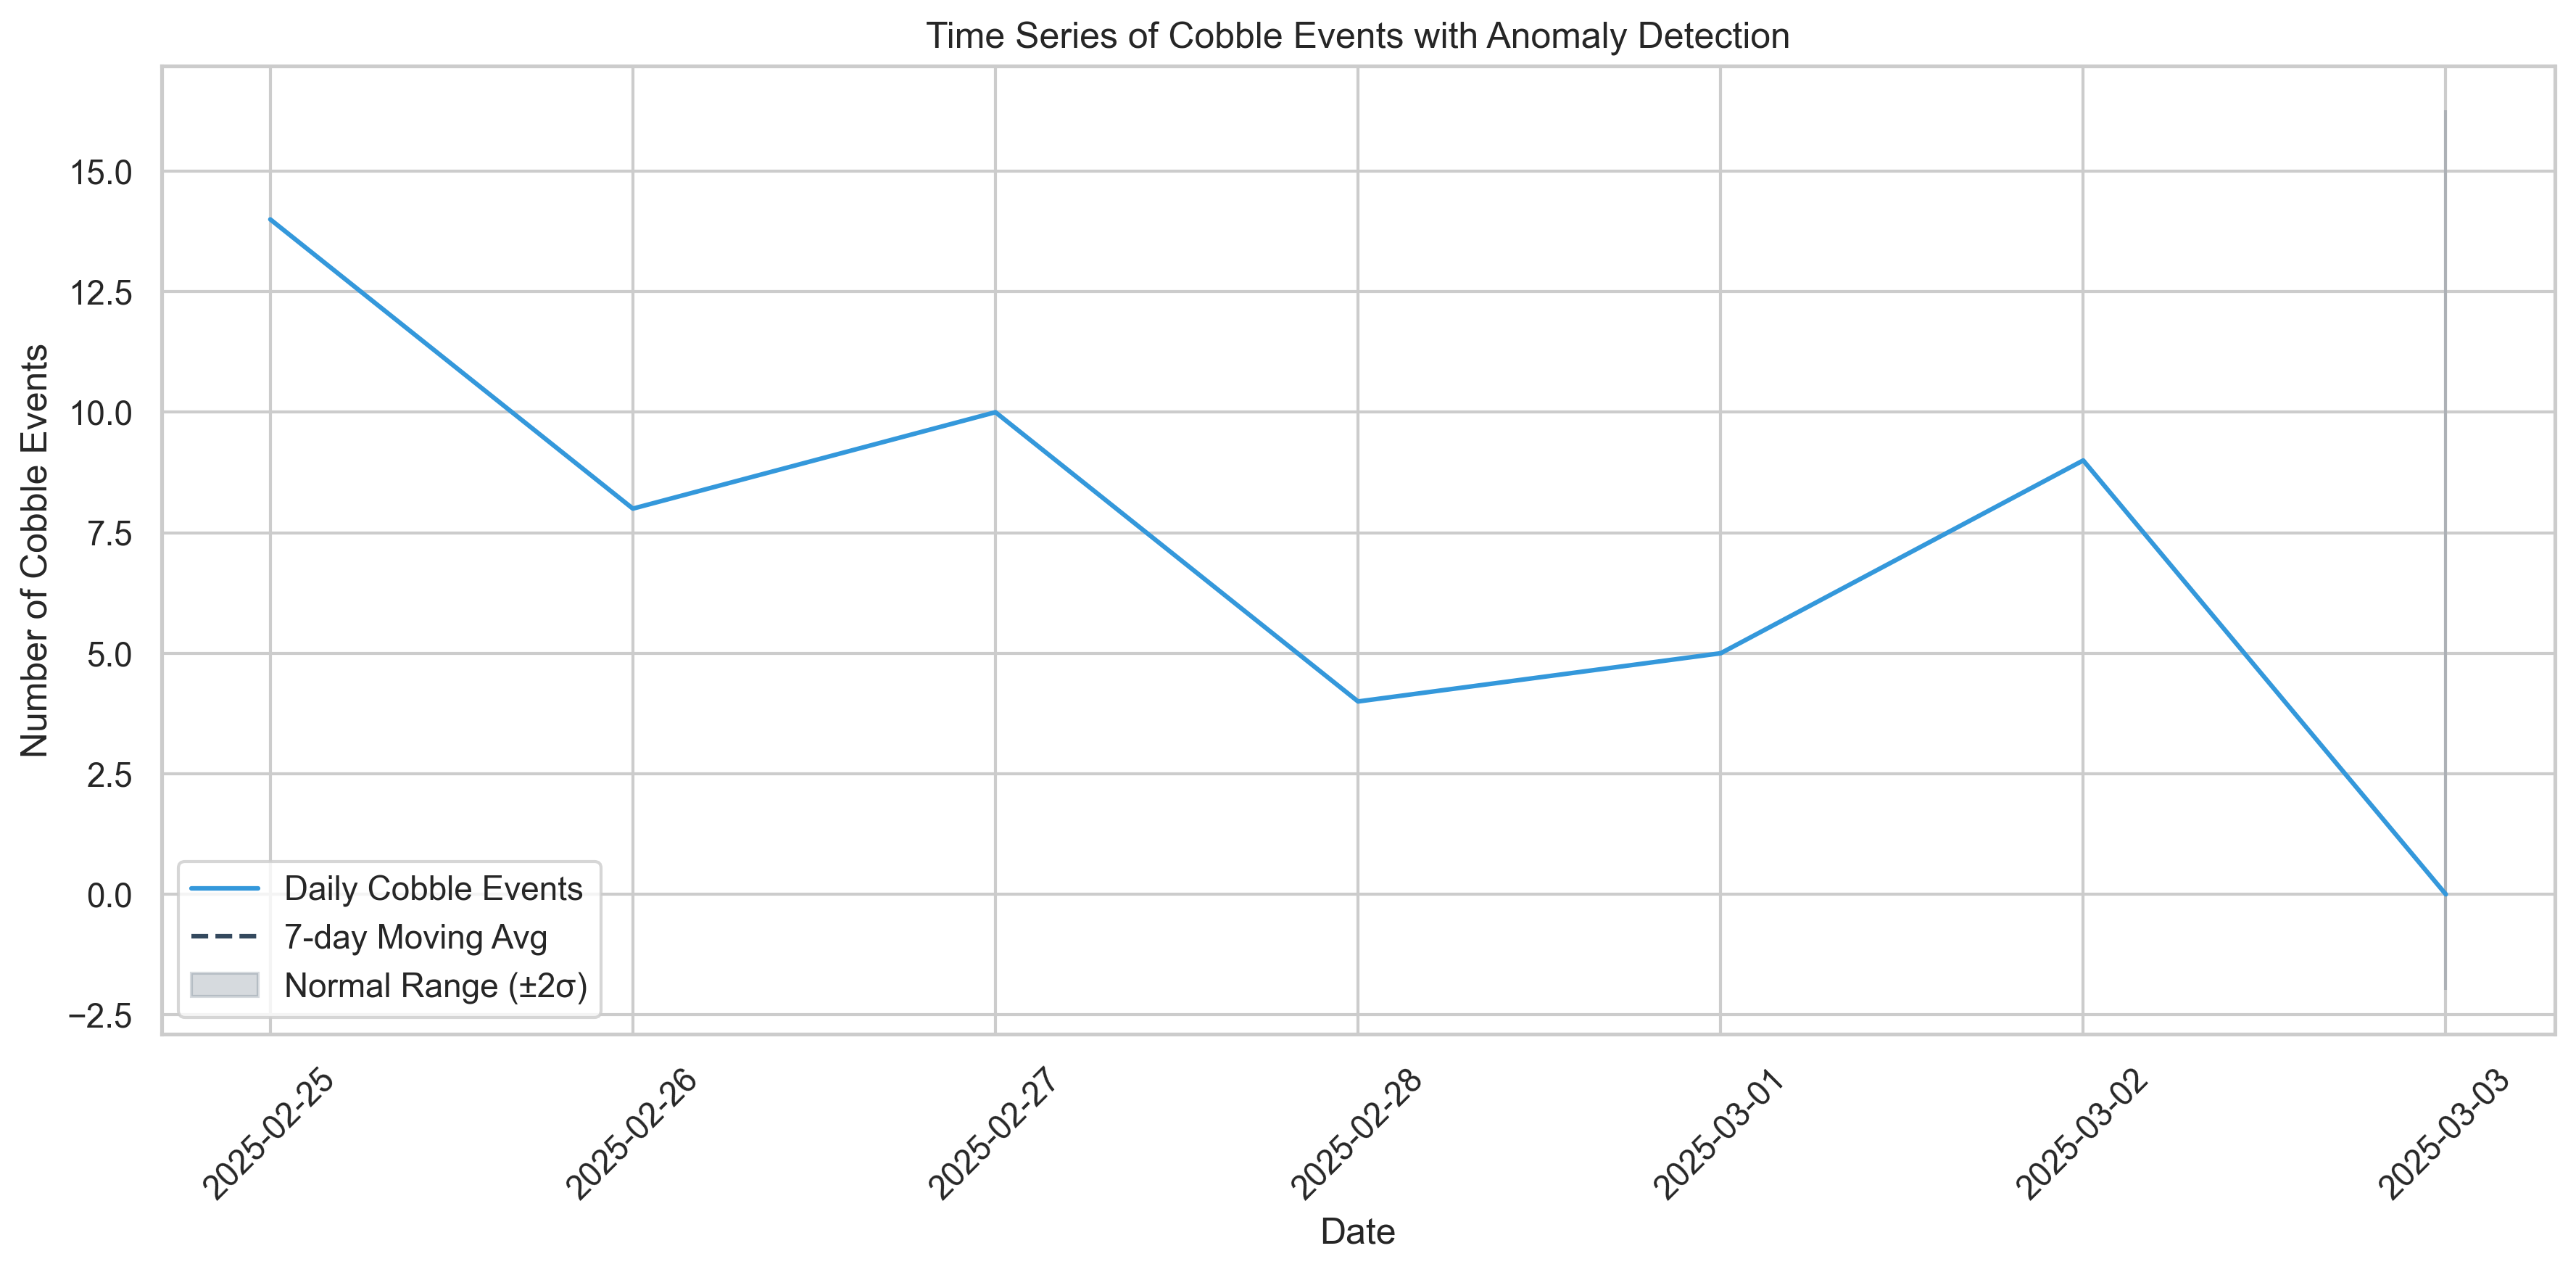 Time Series of Cobble Events with Anomaly Detection
Number of Cobble Events
15.0
12.5
10.0
7.5
5.0
2.5
0.0
−2.5
Daily Cobble Events
7-day Moving Avg
Normal Range (±2σ)
2025-02-25
2025-02-26
2025-02-27
2025-02-28
2025-03-01
2025-03-02
2025-03-03
Date